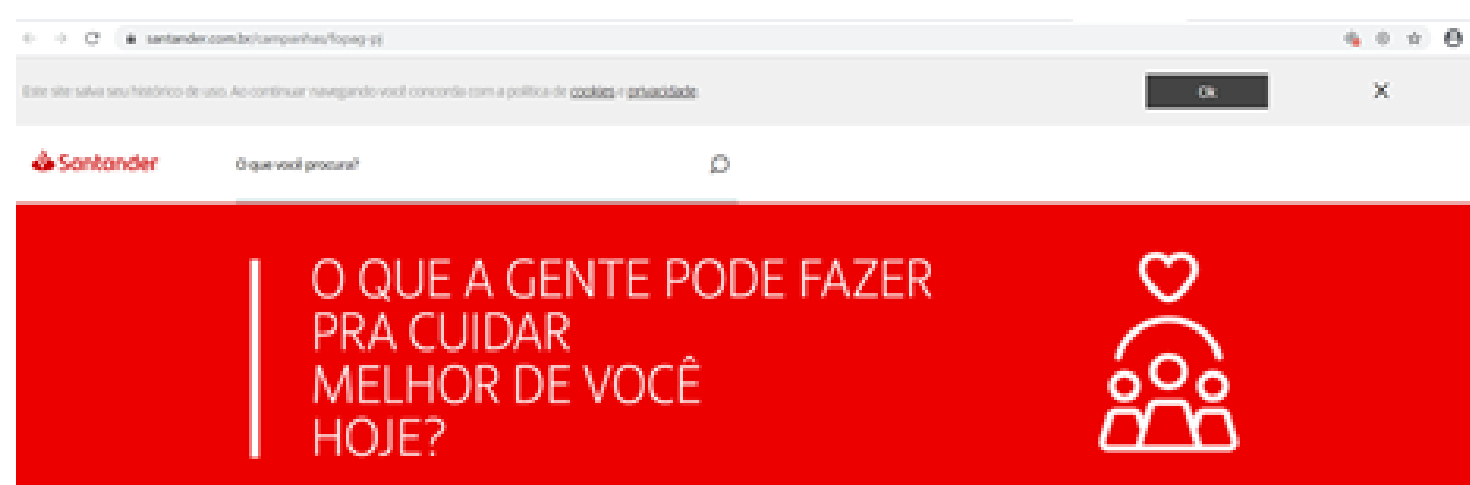 santander.com.br/campanhas/fopag-pj
Este site salva seu histórico de uso. Ao continuar navegando você concorda com a política de cookies e privacidade
Ok
Santander
O que você procura?
O QUE A GENTE PODE FAZER
PRA CUIDAR
MELHOR DE VOCÊ
HOJE?